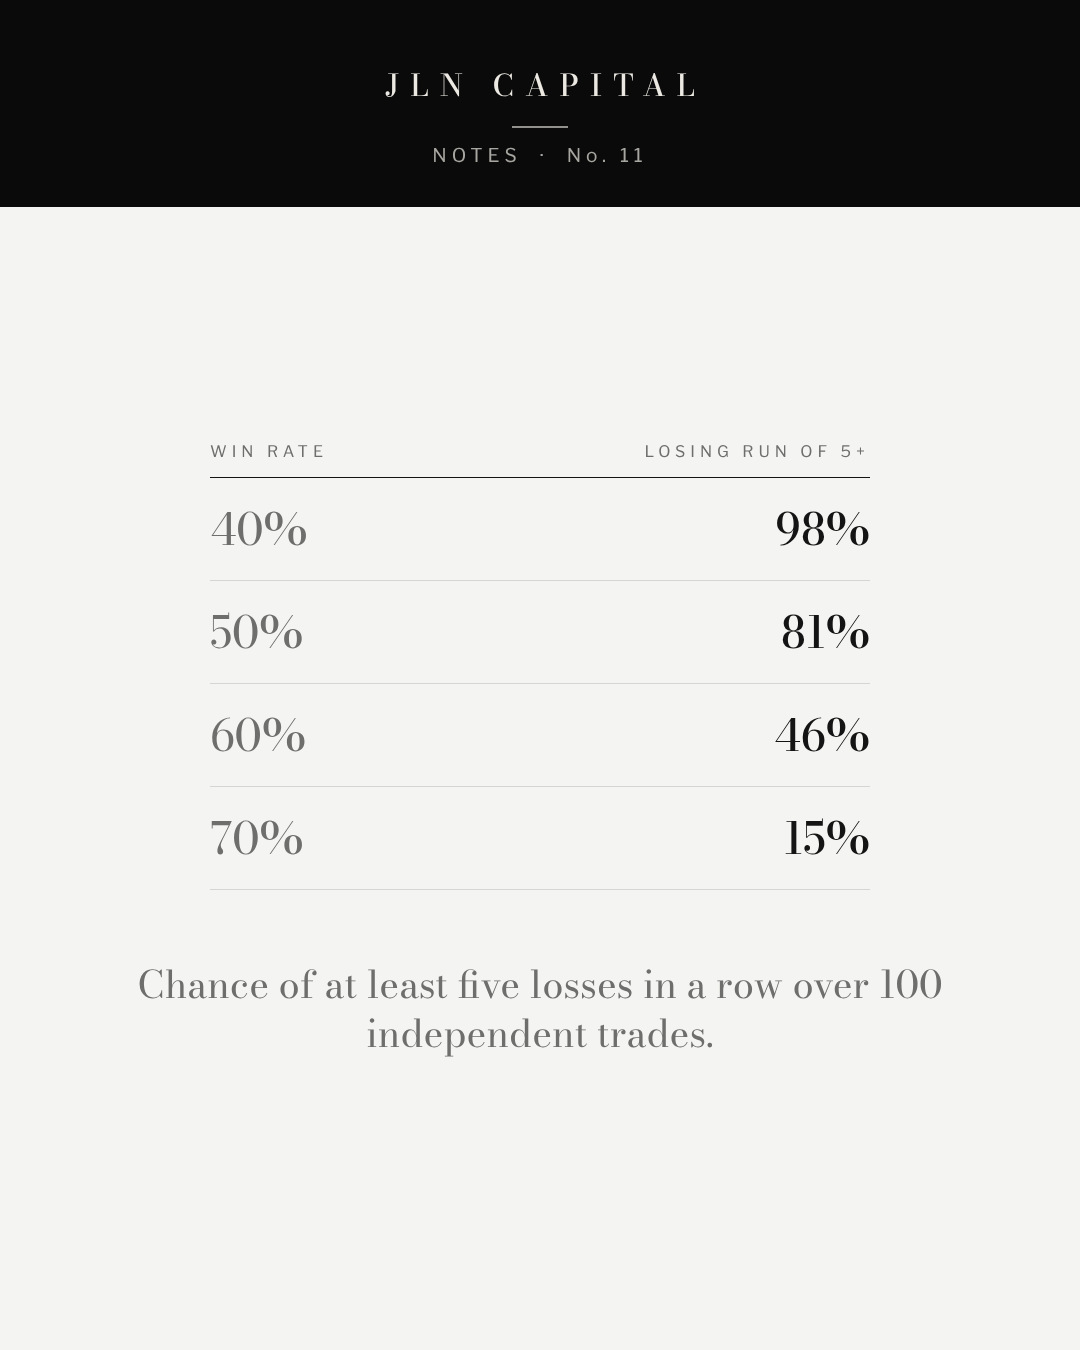 JLN CAPITAL
NOTES · No. 11
WIN RATE LOSING RUN OF 5+
40% 98%
50% 81%
60% 46%
70% 15%
Chance of at least five losses in a row over 100
independent trades.